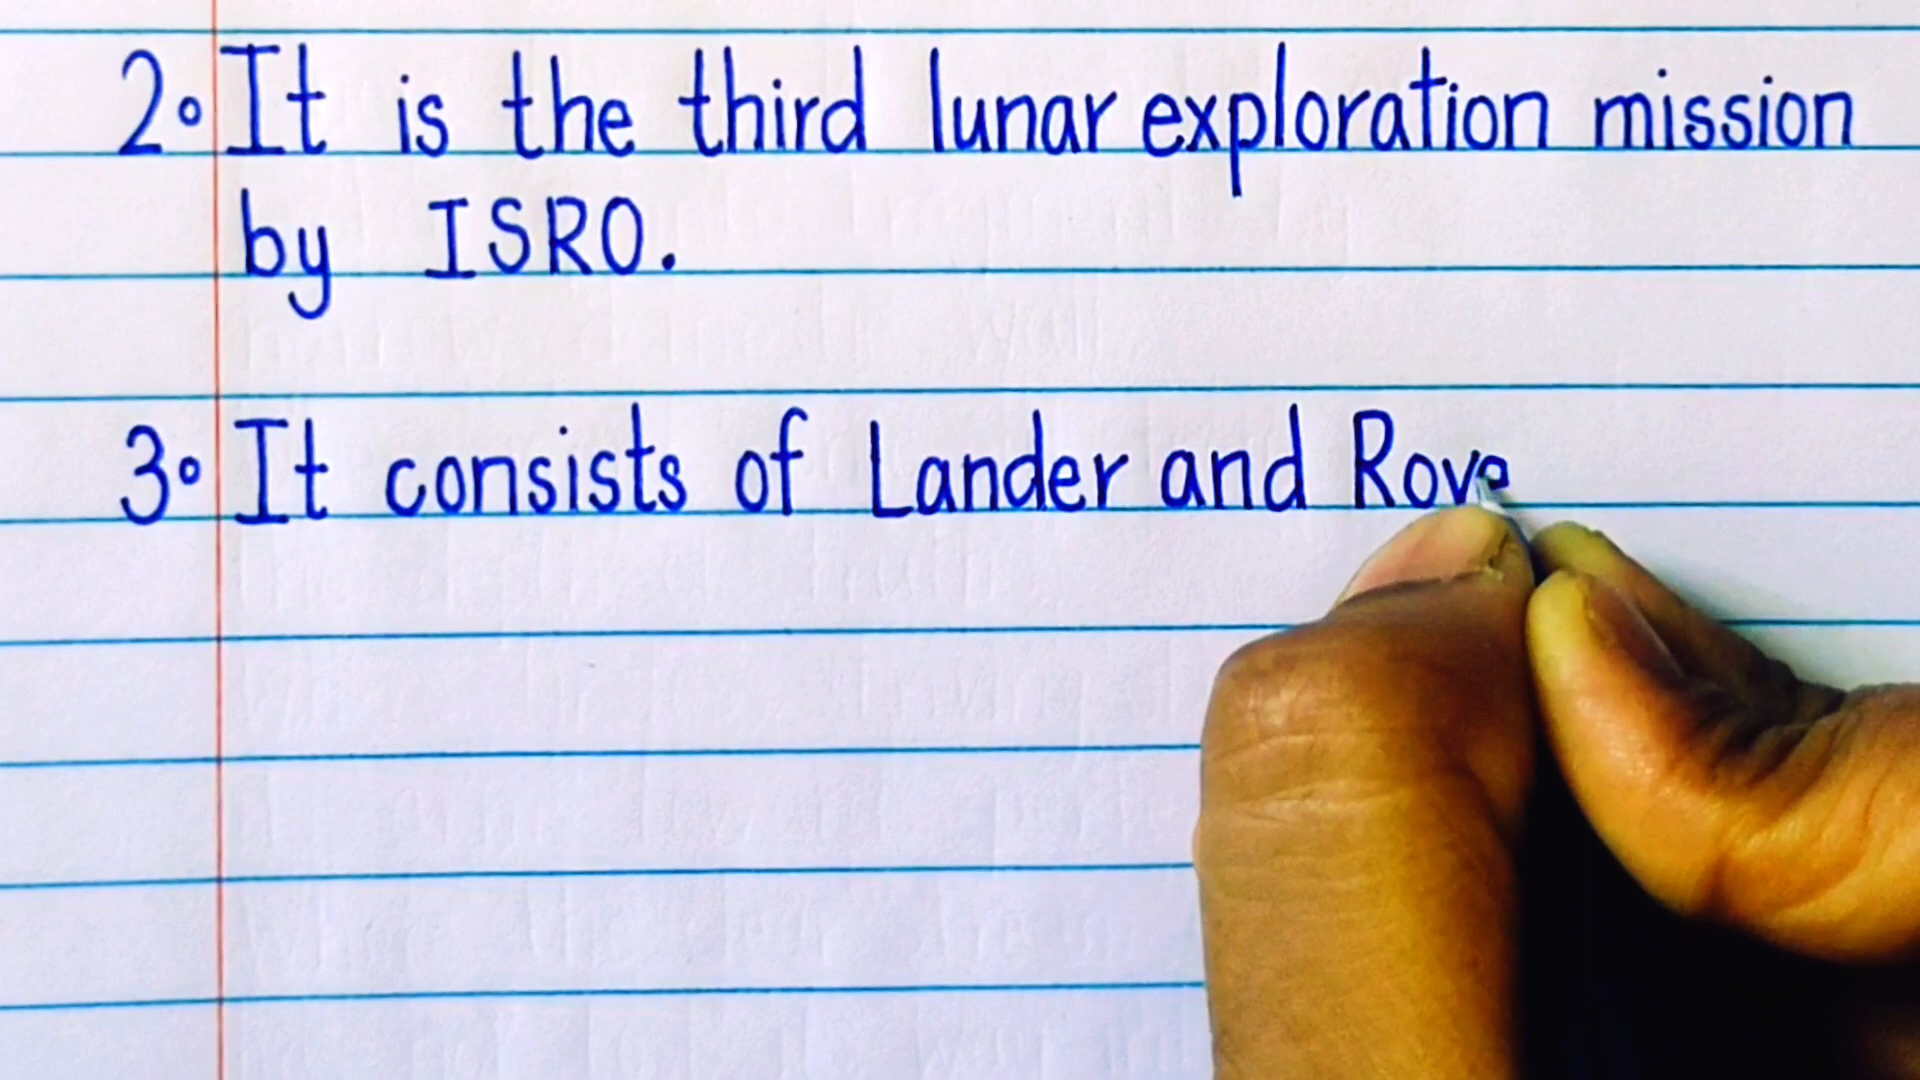 2. It is the third lunar exploration mission
by ISRO.
3. It consists of Lander and Rove